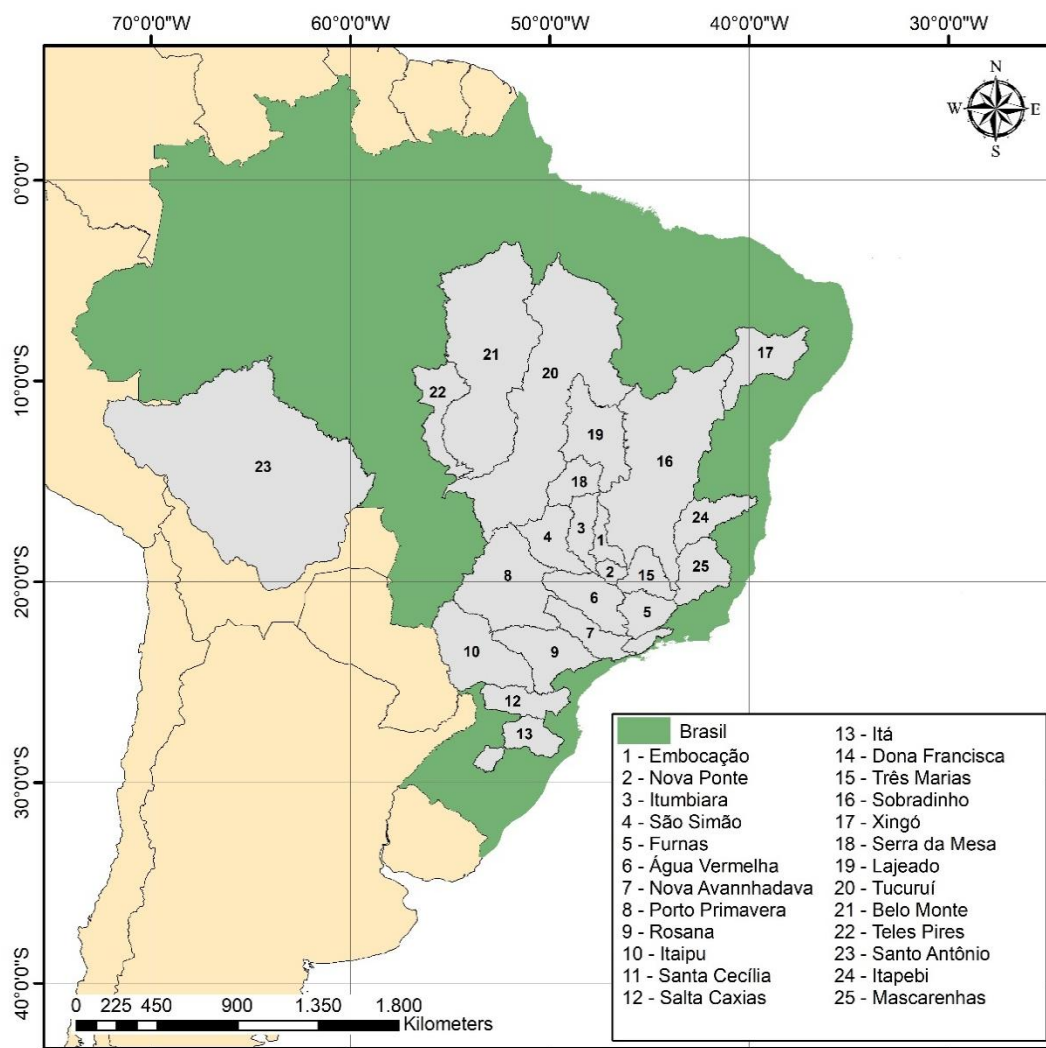 70°0'0"W 60°0'0"W 50°0'0"W 40°0'0"W 30°0'0"W
N
W E
S
0°0'0"
10°0'0"S
20°0'0"S
30°0'0"S
40°0'0"S
17
21
22
20
19
23
16
18
24
3
4
1
25
2
8
15
6
5
7
10
9
12
13
Brasil
1 - Embocação
2 - Nova Ponte
3 - Itumbiara
4 - São Simão
5 - Furnas
6 - Água Vermelha
7 - Nova Avannhadava
8 - Porto Primavera
9 - Rosana
10 - Itaipu
11 - Santa Cecília
12 - Salta Caxias
13 - Itá
14 - Dona Francisca
15 - Três Marias
16 - Sobradinho
17 - Xingó
18 - Serra da Mesa
19 - Lajeado
20 - Tucuruí
21 - Belo Monte
22 - Teles Pires
23 - Santo Antônio
24 - Itapebi
25 - Mascarenhas
0 225 450 900 1.350 1.800
Kilometers